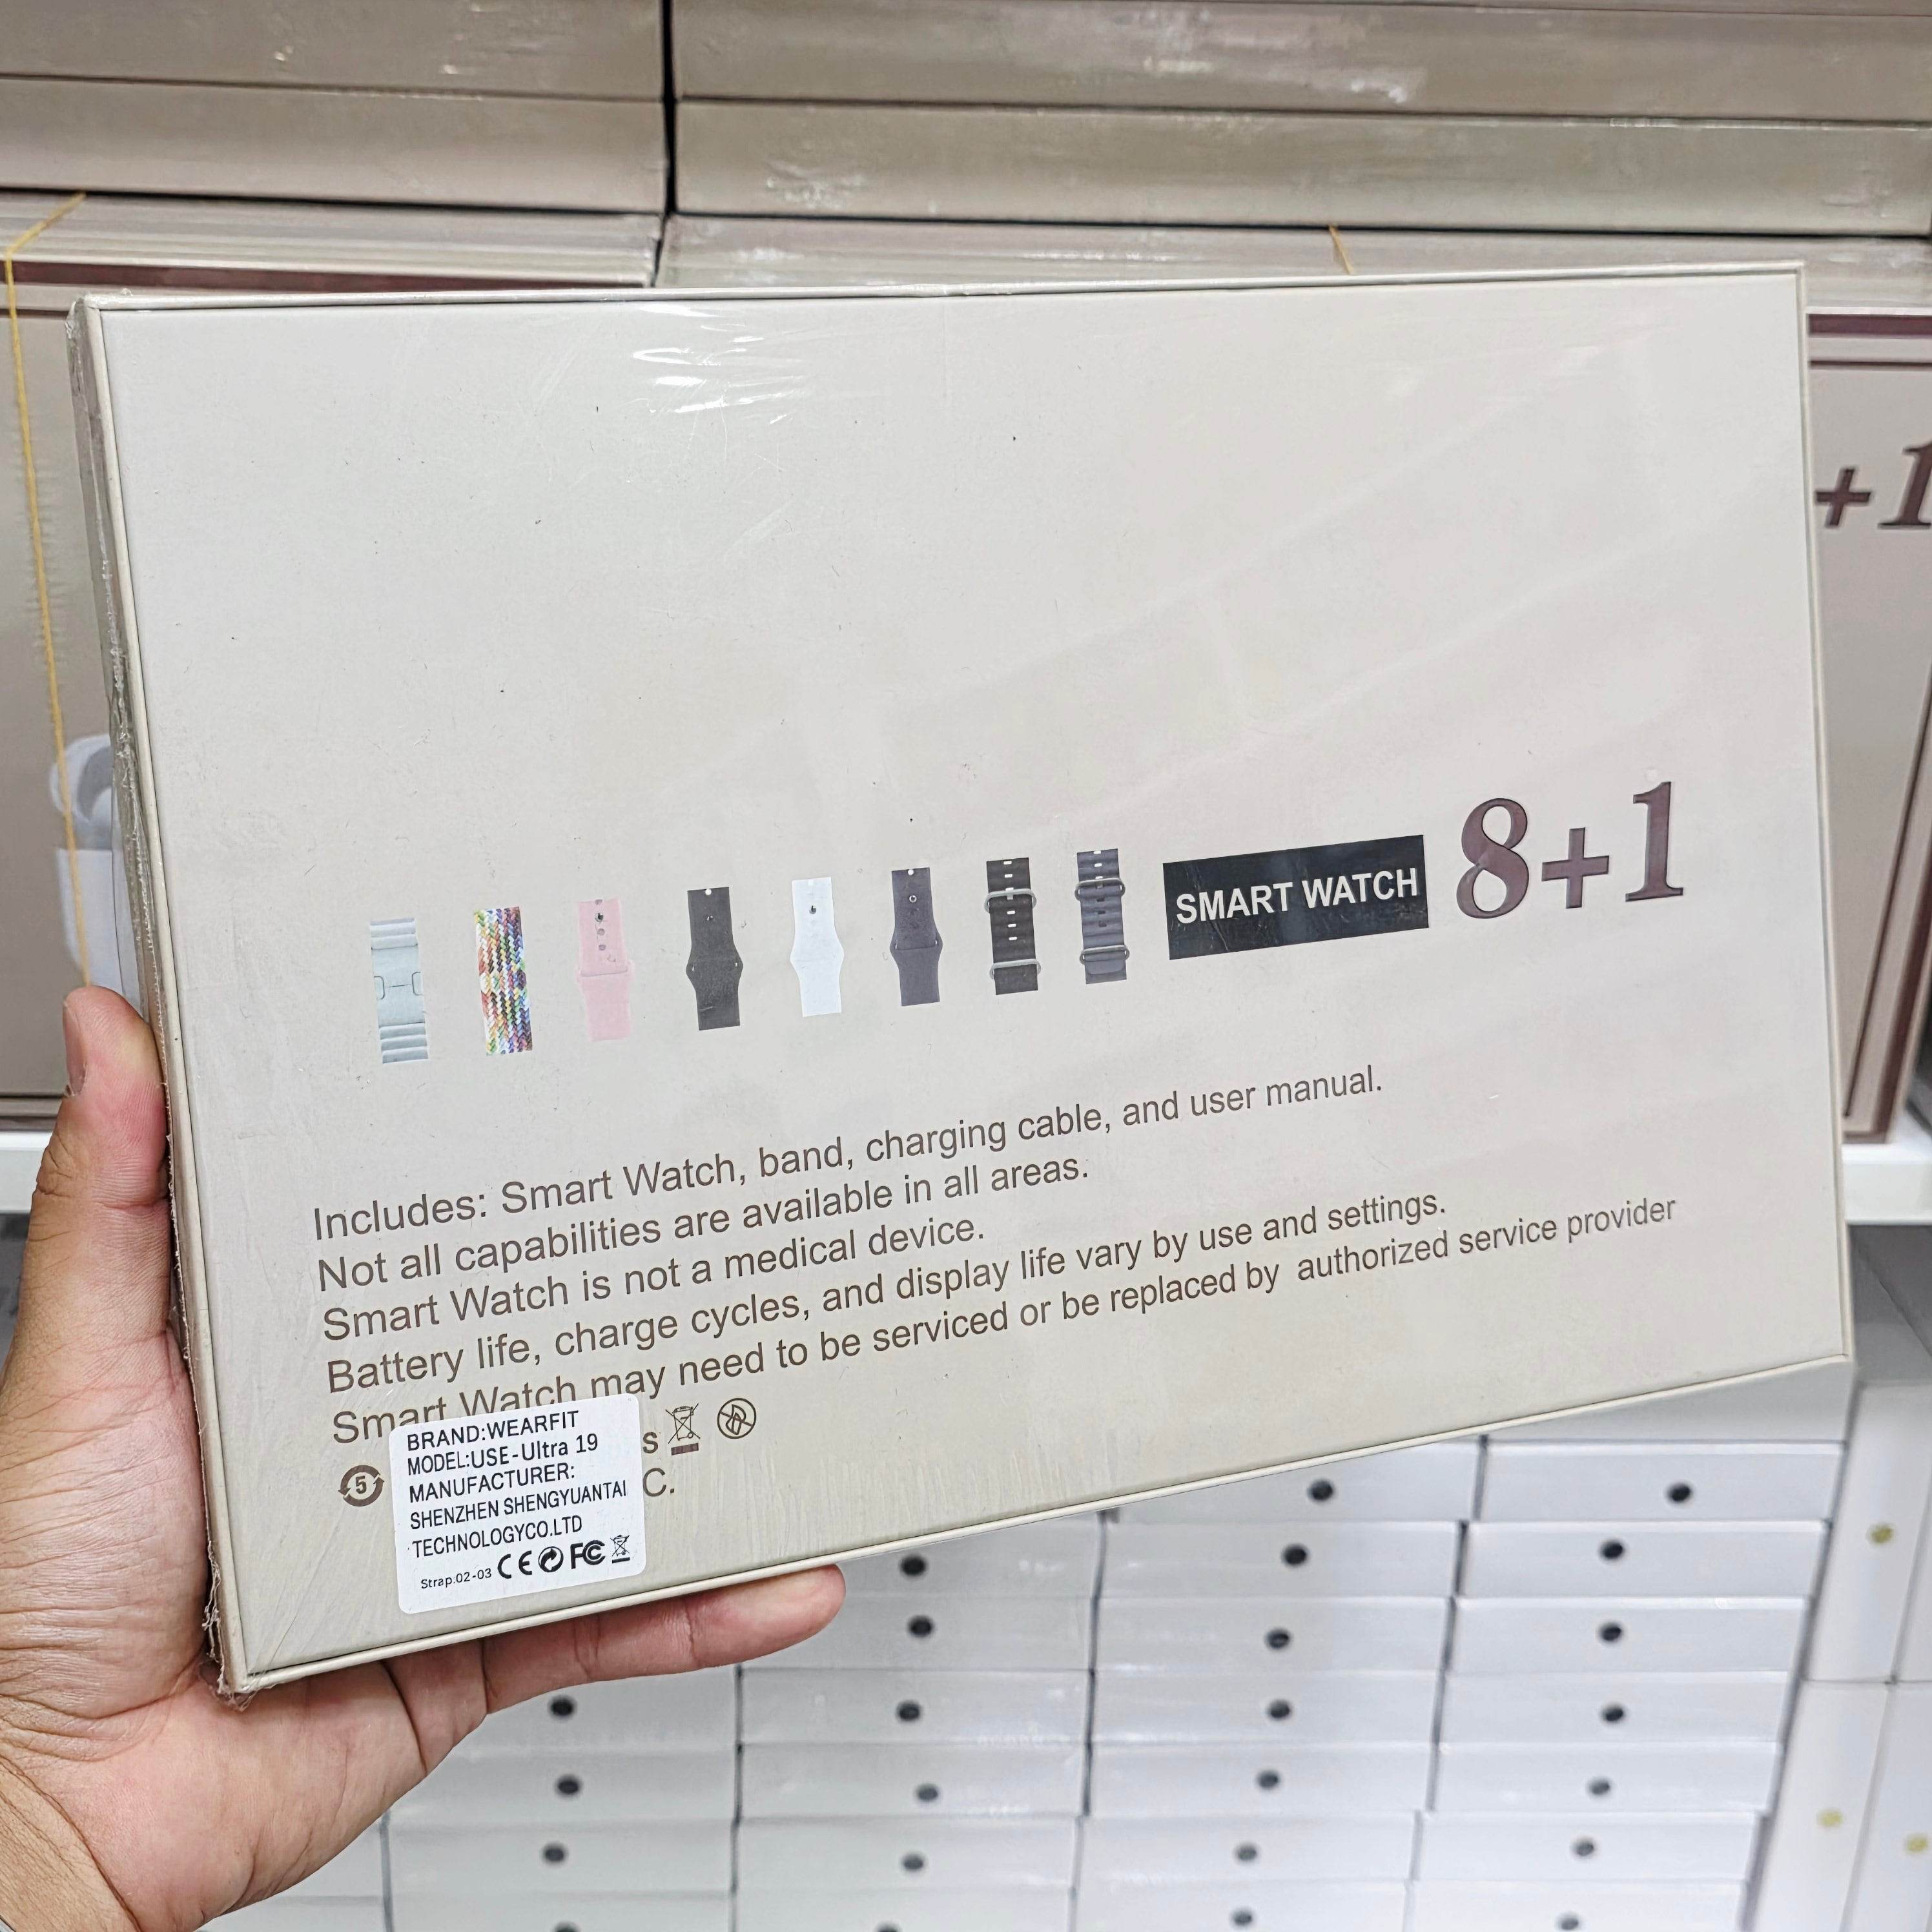 +1
SMART WATCH 8+1
Includes: Smart Watch, band, charging cable, and user manual.
Not all capabilities are available in all areas.
Smart Watch is not a medical device.
Battery life, charge cycles, and display life vary by use and settings.
Smart Watch may need to be serviced or be replaced by authorized service provider
s
5
C.
BRAND:WEARFIT
MODEL:USE-Ultra 19
MANUFACTURER:
SHENZHEN SHENGYUANTAI
TECHNOLOGYCO.LTD
Strap.02-03 CE FC